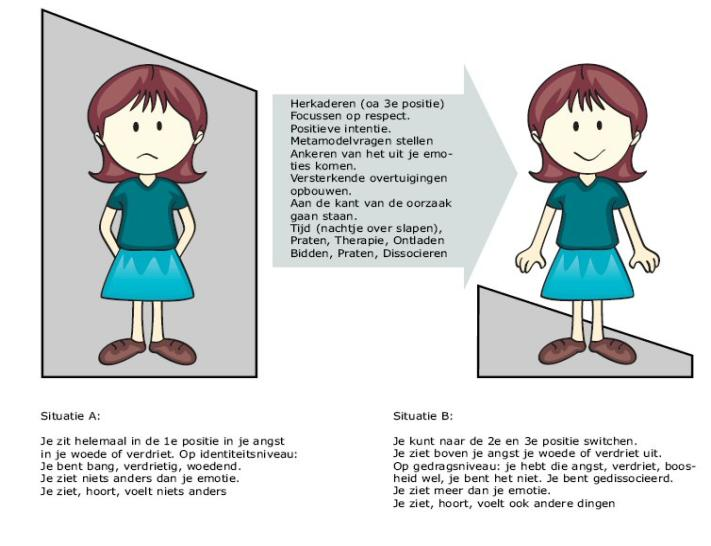 Herkaderen (oa 3e positie)
Focussen op respect.
Positieve intentie.
Metamodelvragen stellen
Ankeren van het uit je emo-
ties komen.
Versterkende overtuigingen
opbouwen.
Aan de kant van de oorzaak
gaan staan.
Tijd (nachtje over slapen),
Praten, Therapie, Ontladen
Bidden, Praten, Dissocieren
Situatie A:
Je zit helemaal in de 1e positie in je angst
in je woede of verdriet. Op identiteitsniveau:
Je bent bang, verdrietig, woedend.
Je ziet niets anders dan je emotie.
Je ziet, hoort, voelt niets anders
Situatie B:
Je kunt naar de 2e en 3e positie switchen.
Je ziet boven je angst je woede of verdriet uit.
Op gedragsniveau: je hebt die angst, verdriet, boos-
heid wel, je bent het niet. Je bent gedissocieerd.
Je ziet meer dan je emotie.
Je ziet, hoort, voelt ook andere dingen